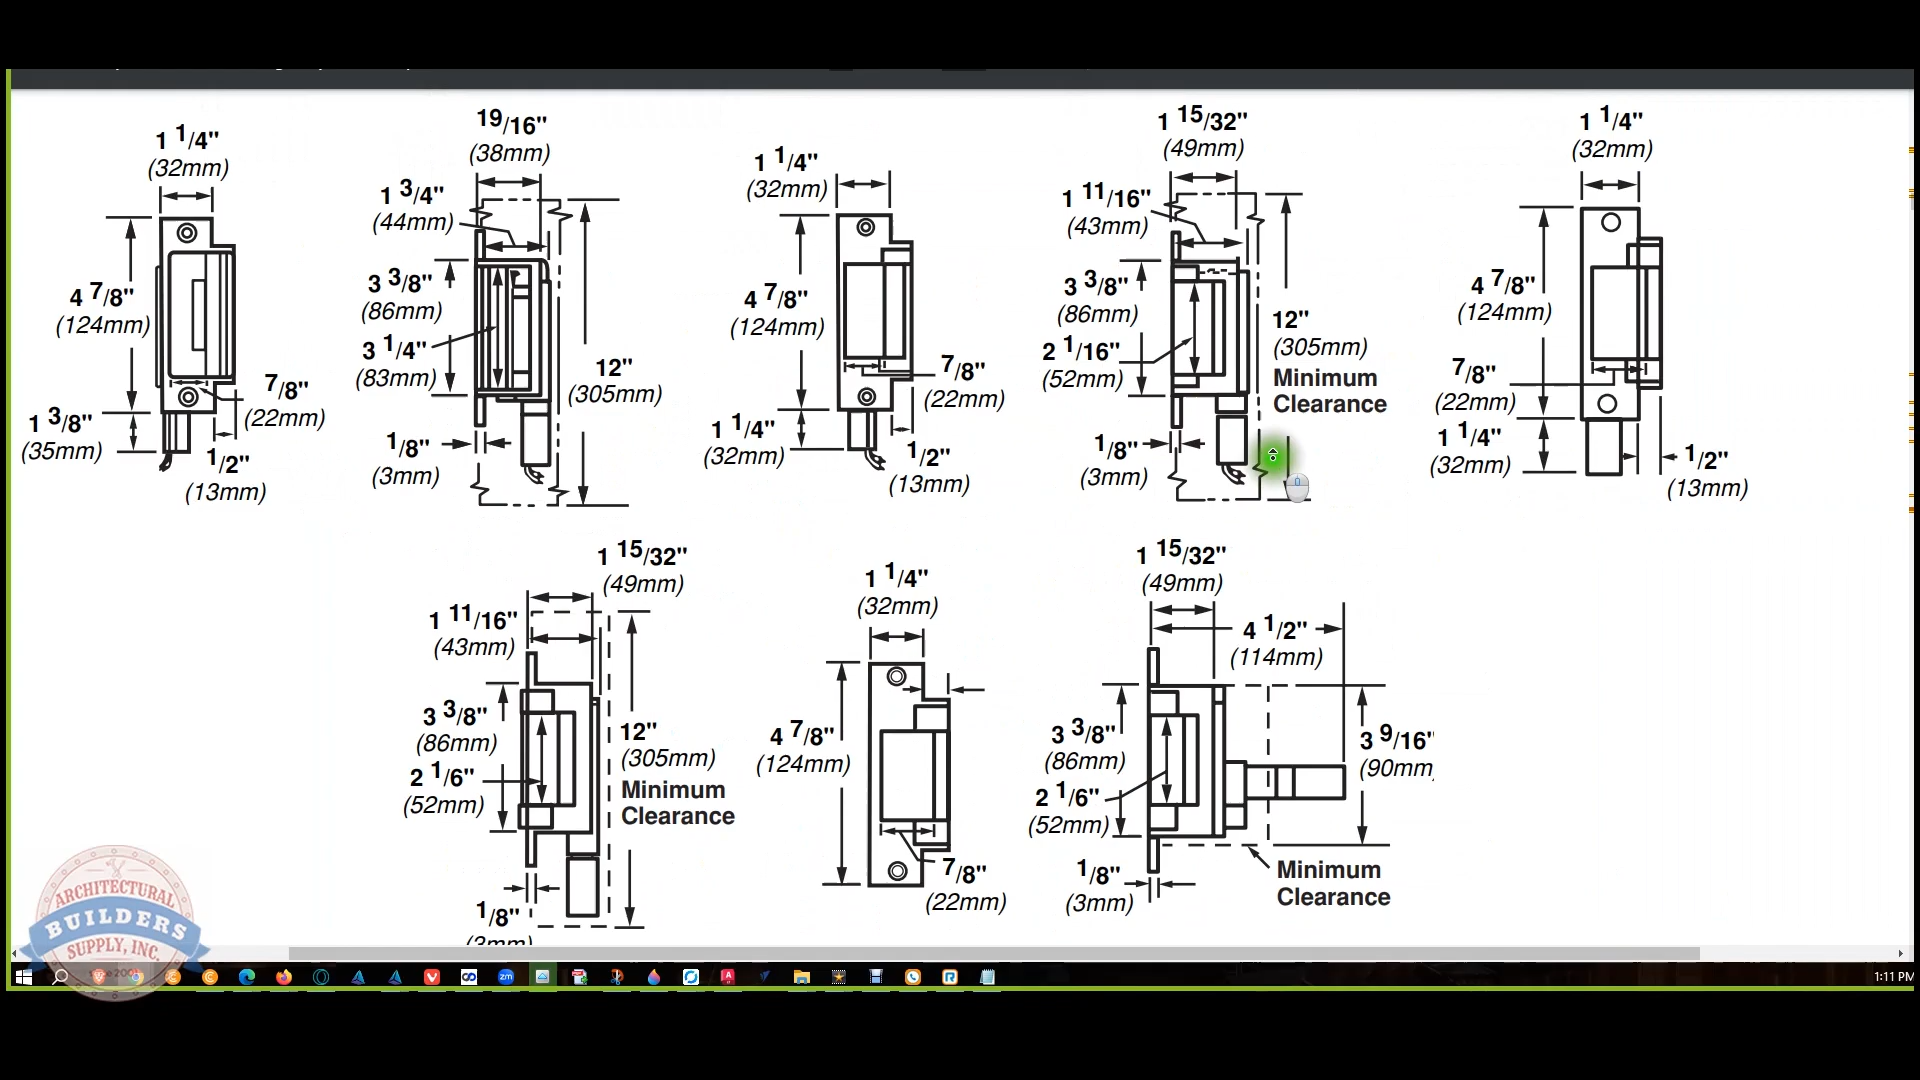 1 1/4"
(32mm)
4 7/8"
(124mm)
7/8"
(22mm)
1 3/8"
(35mm)
1/2"
(13mm)
19/16"
(38mm)
1 3/4"
(44mm)
3 3/8"
(86mm)
3 1/4"
(83mm)
12"
(305mm)
1/8"
(3mm)
1 1/4"
(32mm)
4 7/8"
(124mm)
7/8"
(22mm)
1 1/4"
(32mm)
1/2"
(13mm)
1 15/32"
(49mm)
1 11/16"
(43mm)
3 3/8"
(86mm)
2 1/16"
(52mm)
12"
(305mm)
Minimum
Clearance
1/8"
(3mm)
1 1/4"
(32mm)
4 7/8"
(124mm)
7/8"
(22mm)
1 1/4"
(32mm)
1/2"
(13mm)
1 15/32"
(49mm)
1 11/16"
(43mm)
3 3/8"
(86mm)
2 1/6"
(52mm)
12"
(305mm)
Minimum
Clearance
1/8"
(3mm)
1 1/4"
(32mm)
4 7/8"
(124mm)
7/8"
(22mm)
1 15/32"
(49mm)
4 1/2"
(114mm)
3 3/8"
(86mm)
2 1/6"
(52mm)
3 9/16"
(90mm
1/8"
(3mm)
Minimum
Clearance
ARCHITECTURAL
BUILDERS
SUPPLY, INC.
zm
1:11 PM